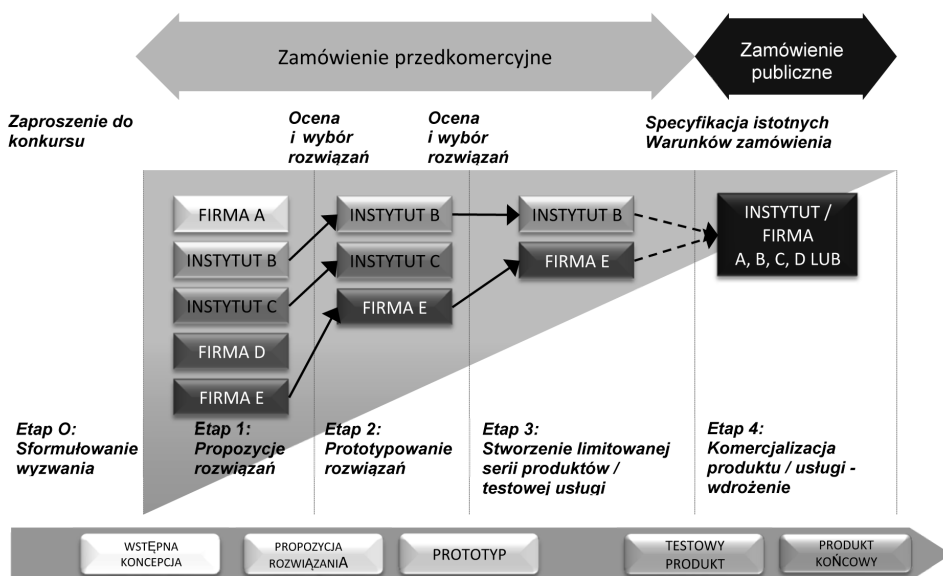 Zamówienie przedkomercyjne
Zamówienie
publiczne
Zaproszenie do
konkursu
Ocena
i wybór
rozwiązań
Ocena
i wybór
rozwiązań
Specyfikacja istotnych
Warunków zamówienia
FIRMA A
INSTYTUT B
INSTYTUT C
FIRMA D
FIRMA E
INSTYTUT B
INSTYTUT C
FIRMA E
INSTYTUT B
FIRMA E
INSTYTUT /
FIRMA
A, B, C, D LUB
Etap O:
Sformułowanie
wyzwania
Etap 1:
Propozycje
rozwiązań
Etap 2:
Prototypowanie
rozwiązań
Etap 3:
Stworzenie limitowanej
serii produktów /
testowej usługi
Etap 4:
Komercjalizacja
produktu / usługi -
wdrożenie
WSTĘPNA
KONCEPCJA
PROPOZYCJA
ROZWIĄZANIA
PROTOTYP
TESTOWY
PRODUKT
PRODUKT
KOŃCOWY